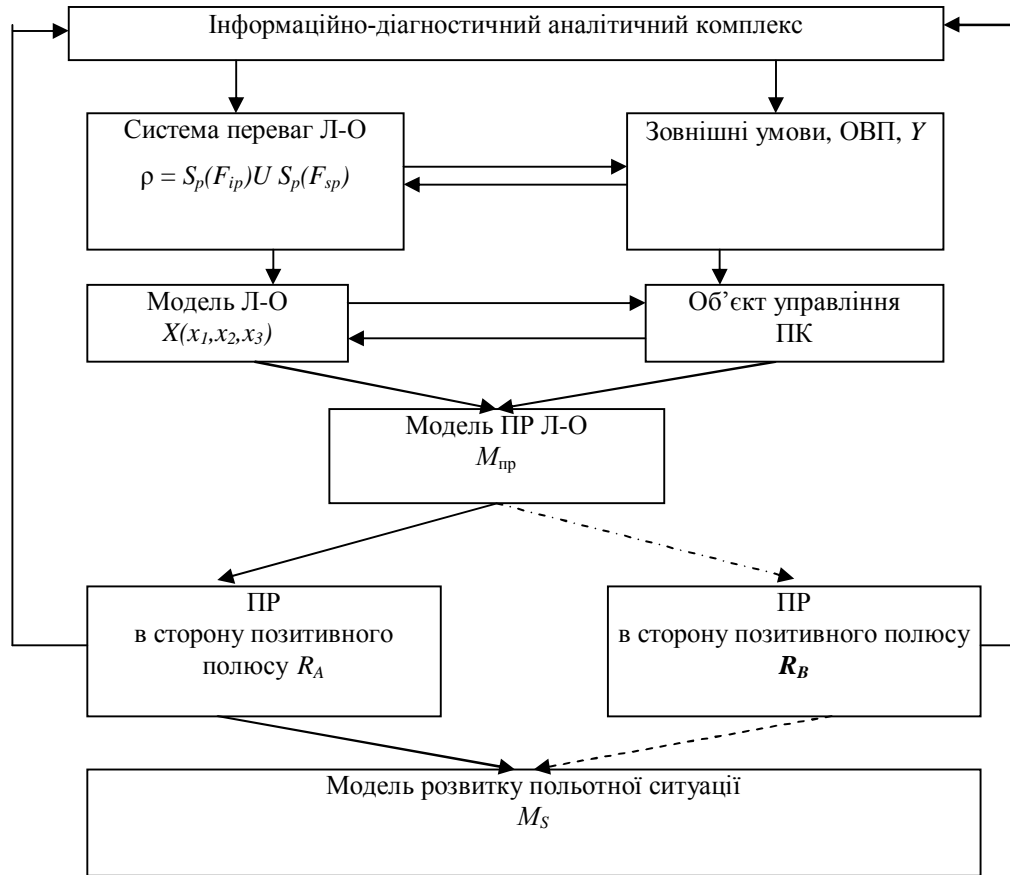 Інформаційно-діагностичний аналітичний комплекс
Система переваг Л-О
ρ = Sp(Fip)U Sp(Fsp)
Зовнішні умови, ОВП, Y
Модель Л-О
X(x1,x2,x3)
Об’єкт управління
ПК
Модель ПР Л-О
Mпр
ПР
в сторону позитивного
полюсу RA
ПР
в сторону позитивного полюсу
RB
Модель розвитку польотної ситуації
MS